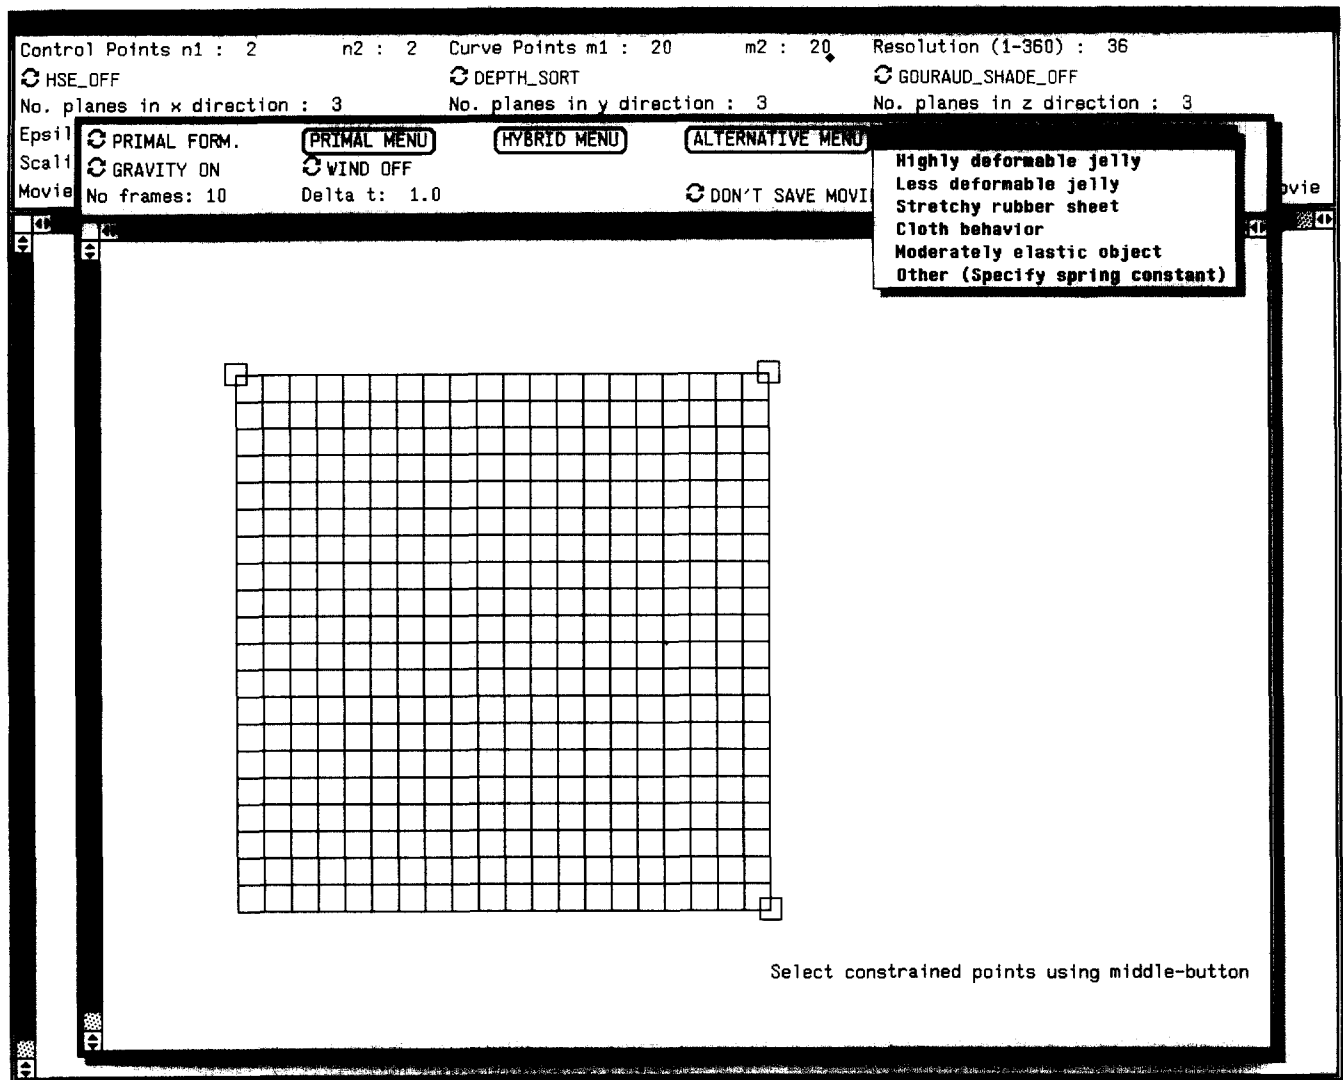 Control Points n1 : 2 n2 : 2 Curve Points m1 : 20 m2 : 20 Resolution (1-360) : 36
HSE_OFF DEPTH_SORT GOURAUD_SHADE_OFF
No. planes in x direction : 3 No. planes in y direction : 3 No. planes in z direction : 3
Epsil PRIMAL FORM. PRIMAL MENU HYBRID MENU ALTERNATIVE MENU
Highly deformable jelly
Scali GRAVITY ON WIND OFF
Less deformable jelly
Movie No frames: 10 Delta t: 1.0 DON'T SAVE MOVI ovie
Stretchy rubber sheet
Cloth behavior
Moderately elastic object
Other (Specify spring constant)
Select constrained points using middle-button